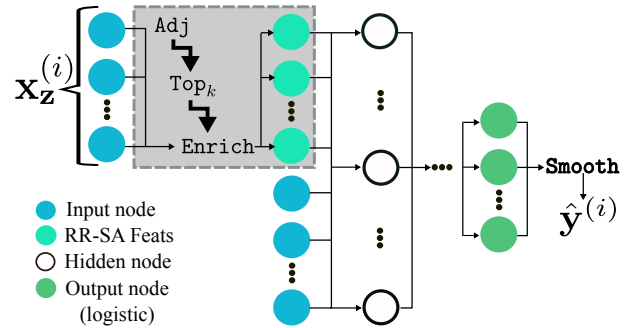 x_z^(i)
Adj
Top_k
Enrich
Smooth
ŷ^(i)
Input node
RR-SA Feats
Hidden node
Output node
(logistic)